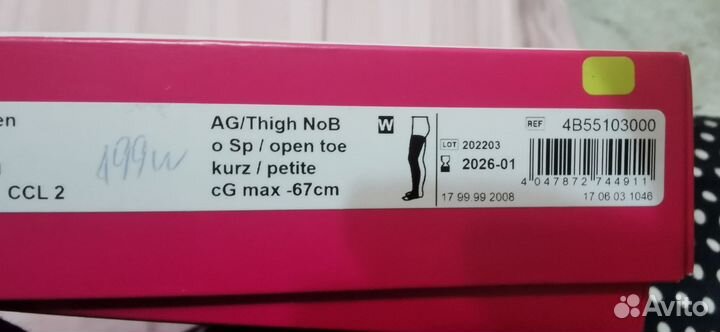 en
CCL 2
499
AG/Thigh NoB
o Sp / open toe
kurz / petite
cG max -67cm
W
REF 4B55103000
LOT 202203
2026-01
4 047872 744911
17 99 99 2008
17 06 03 1046
Avito